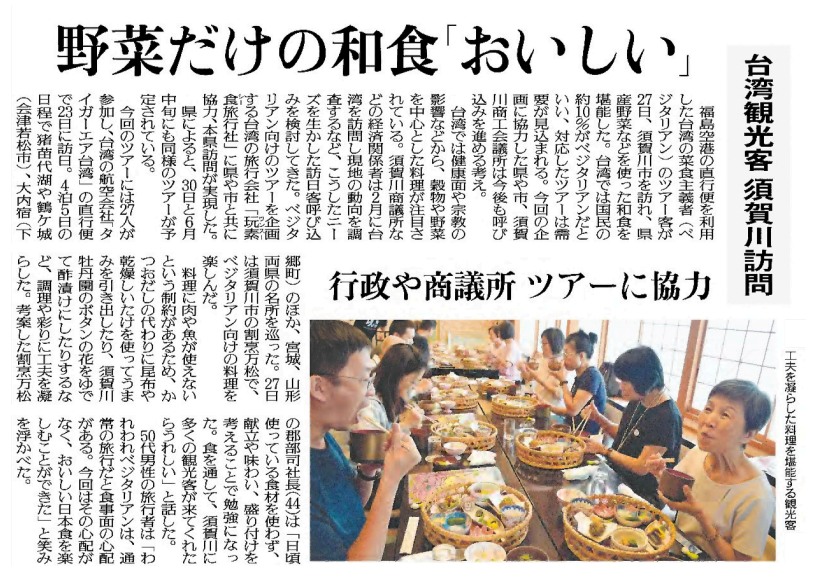 野菜だけの和食「おいしい」
台湾観光客 須賀川訪問
福島空港の直行便を利用
した台湾の菜食主義者（ベ
ジタリアン）のツアー客が
27日、須賀川市を訪れ、県
産野菜などを使った和食を
堪能した。台湾では国民の
約10％がベジタリアンだと
いい、対応したツアーは需
要が見込まれる。今回の企
画に協力した県や市、須賀
川商工会議所は今後も呼び
込みを進める考え。
台湾では健康面や宗教の
影響などから、穀物や野菜
を中心とした料理が注目さ
れている。須賀川商議所な
どの経済関係者は2月に台
湾を訪問し現地の動向を調
査するなど、こうしたニー
ズを生かした訪日客呼び込
みを検討してきた。ベジタ
リアン向けのツアーを企画
する台湾の旅行会社「玩素
食旅行社」に県や市と共に
協力、本県訪問が実現した。
県によると、30日と6月
中旬にも同様のツアーが予
定されている。
今回のツアーには27人が
参加し、台湾の航空会社「タ
イガーエア台湾」の直行便
で23日に訪日。4泊5日の
日程で猪苗代湖や鶴ケ城
（会津若松市）、大内宿（下
行政や商議所 ツアーに協力
郷町）のほか、宮城、山形
両県の名所を巡った。27日
は須賀川市の割烹万松で、
ベジタリアン向けの料理を
楽しんだ。
料理に肉や魚が使えない
という制約があるため、か
つおだしの代わりに昆布や
乾燥しいたけを使ってうま
みを引き出したり、須賀川
牡丹園のボタンの花をゆで
て酢漬けにしたりするな
ど、調理や彩りに工夫を凝
らした。考案した割烹万松
の郡部司社長（44）は「日頃
使っている食材を使わず、
献立や味わい、盛り付けを
考えることで勉強になっ
た。食を通して、須賀川に
多くの観光客が来てくれた
らうれしい」と話した。
50代男性の旅行者は「わ
れわれベジタリアンは、通
常の旅行だと食事面の心配
がある。今回はその心配が
なく、おいしい日本食を楽
しむことができた」と笑み
を浮かべた。
工夫を凝らした料理を堪能する観光客